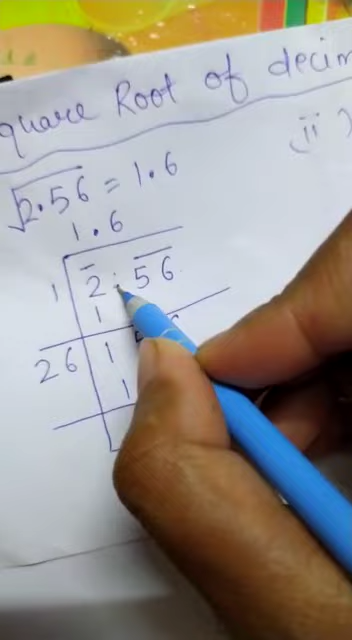 quare Root of decim
ii)
√2.56 = 1.6
1.6
1 2.56
1
26 1
1